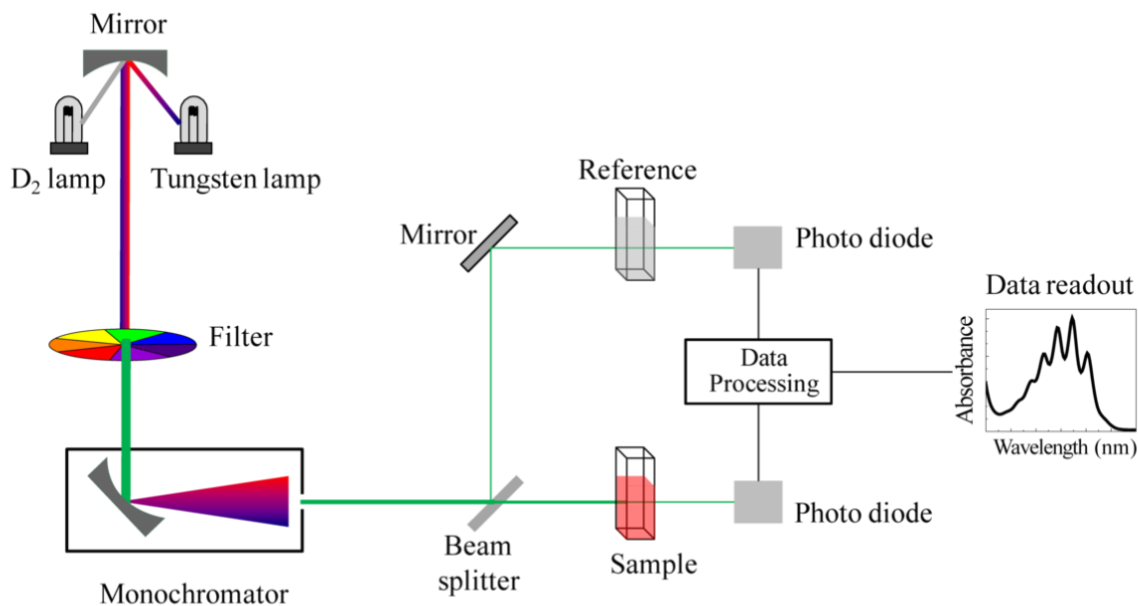 Mirror
D₂ lamp
Tungsten lamp
Filter
Monochromator
Mirror
Reference
Photo diode
Beam
splitter
Sample
Photo diode
Data
Processing
Data readout
Absorbance
Wavelength (nm)